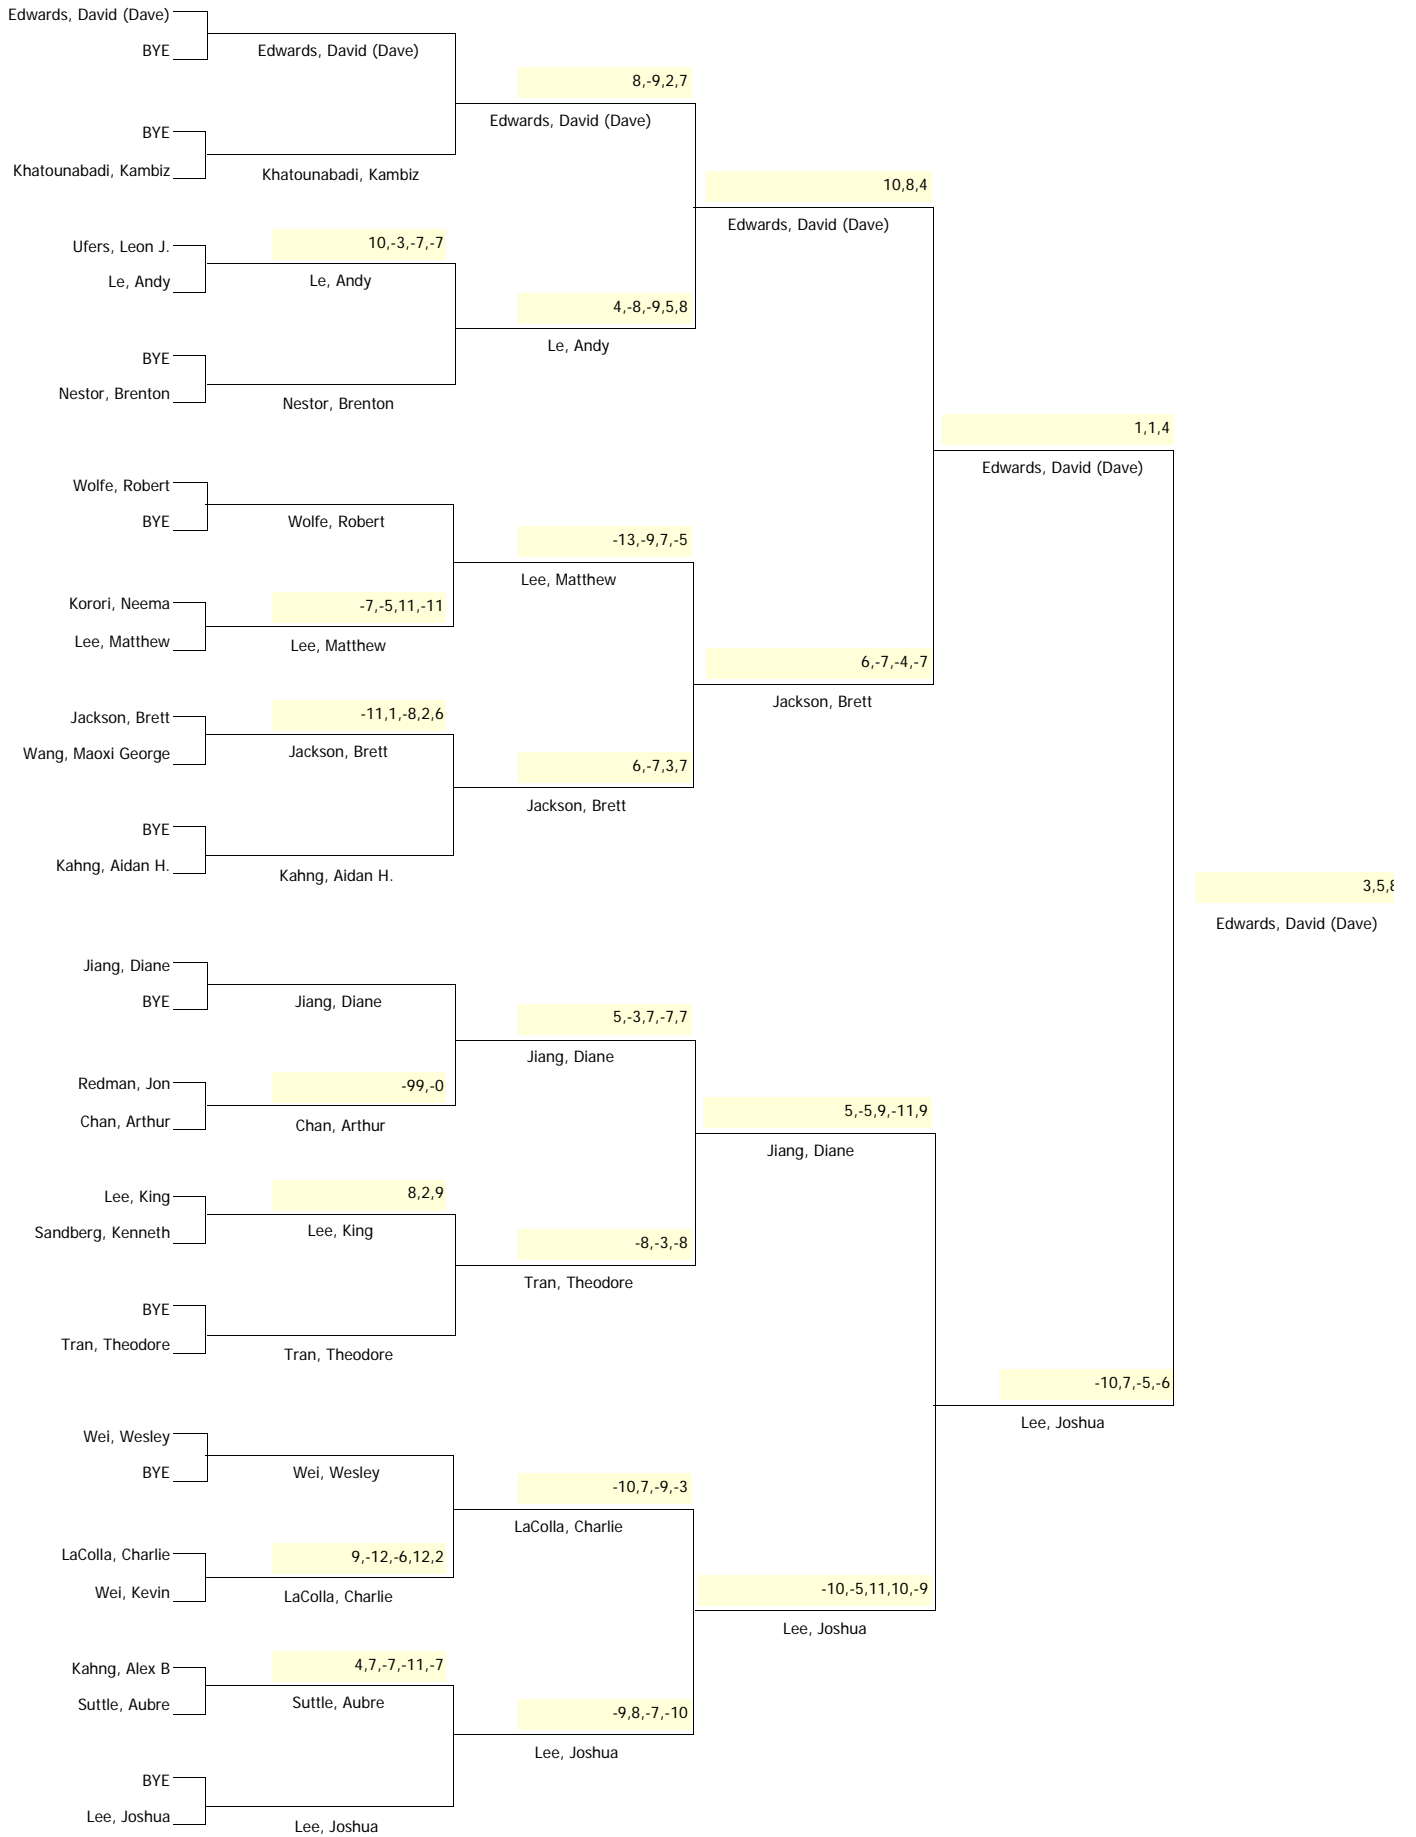 Edwards, David (Dave)
BYE
Edwards, David (Dave)
8,-9,2,7
Edwards, David (Dave)
BYE
Khatounabadi, Kambiz
Khatounabadi, Kambiz
10,8,4
Edwards, David (Dave)
Ufers, Leon J.
10,-3,-7,-7
Le, Andy
Le, Andy
4,-8,-9,5,8
Le, Andy
BYE
Nestor, Brenton
Nestor, Brenton
1,1,4
Edwards, David (Dave)
Wolfe, Robert
BYE
Wolfe, Robert
-13,-9,7,-5
Lee, Matthew
Korori, Neema
-7,-5,11,-11
Lee, Matthew
Lee, Matthew
6,-7,-4,-7
Jackson, Brett
Jackson, Brett
-11,1,-8,2,6
Wang, Maoxi George
Jackson, Brett
6,-7,3,7
Jackson, Brett
BYE
Kahng, Aidan H.
Kahng, Aidan H.
3,5,8
Edwards, David (Dave)
Jiang, Diane
BYE
Jiang, Diane
5,-3,7,-7,7
Jiang, Diane
Redman, Jon
-99,-0
Chan, Arthur
Chan, Arthur
5,-5,9,-11,9
Jiang, Diane
Lee, King
8,2,9
Sandberg, Kenneth
Lee, King
-8,-3,-8
Tran, Theodore
BYE
Tran, Theodore
Tran, Theodore
-10,7,-5,-6
Lee, Joshua
Wei, Wesley
BYE
Wei, Wesley
-10,7,-9,-3
LaColla, Charlie
LaColla, Charlie
9,-12,-6,12,2
Wei, Kevin
LaColla, Charlie
-10,-5,11,10,-9
Lee, Joshua
Kahng, Alex B
4,7,-7,-11,-7
Suttle, Aubre
Suttle, Aubre
-9,8,-7,-10
Lee, Joshua
BYE
Lee, Joshua
Lee, Joshua